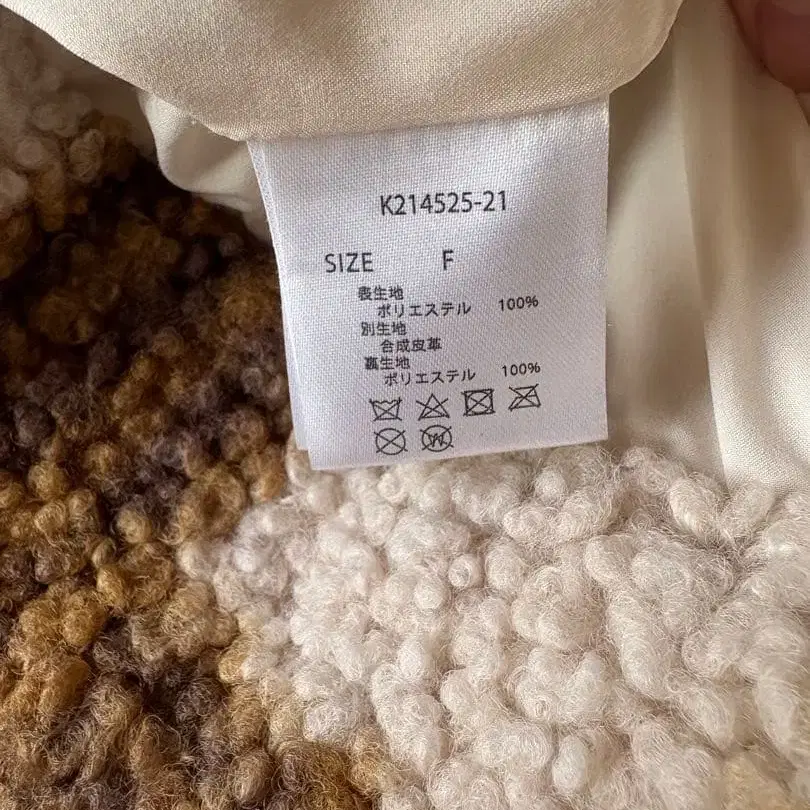 K214525-21
SIZE F
表生地
ポリエステル 100%
別生地
合成皮革
裏生地
ポリエステル 100%